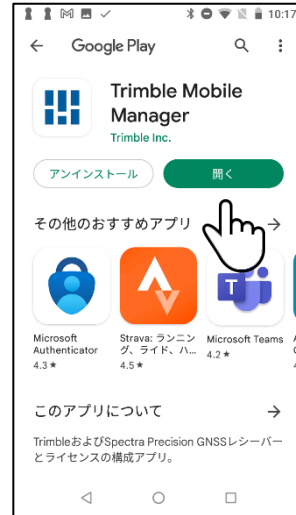 10:17
Google Play
Trimble Mobile
Manager
Trimble Inc.
アンインストール
開く
その他のおすすめアプリ
Microsoft
Authenticator
4.3★
Strava: ランニン
グ、ライド、ハ...
4.5★
Microsoft Teams
4.2★
このアプリについて
TrimbleおよびSpectra Precision GNSSレシーバー
とライセンスの構成アプリ。